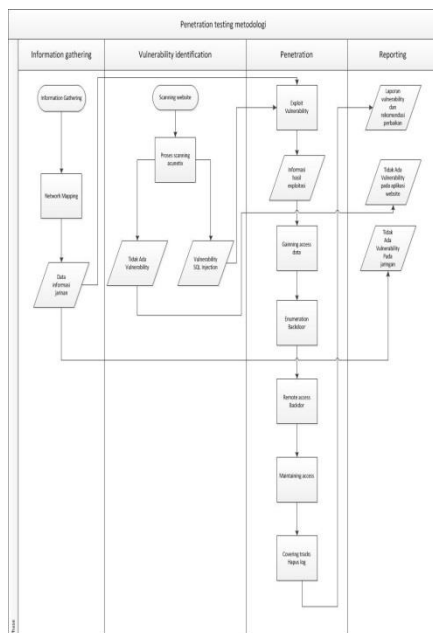 Penetration testing metodologi
Information gathering
Vulnerability identification
Penetration
Reporting
Information Gathering
Network Mapping
Data
informasi
Scanning website
Proses scanning
acunetix
Tidak Ada
Vulnerability
Vulnerability
SQL Injection
Exploit
Vulnerability
Informasi
hasil
exploitasi
Gainning access
data
Enumeration
Backdoor
Remote access
Backdor
Maintaining access
Covering tracks
Hapus log
Laporan
vulnerability
dan
rekomendasi
perbaikan
Tidak Ada
Vulnerability
pada aplikasi
website
Tidak
Ada
Vulnerability
Pada
jaringan